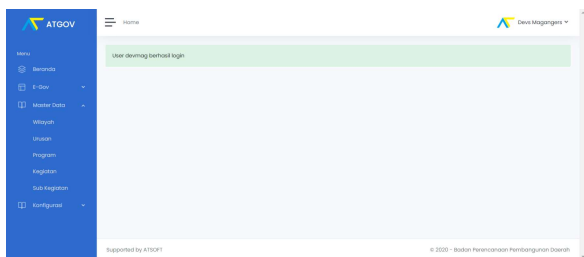 ATGOV
Home
Devs Magangers
Menu
User devmag berhasil login
Beranda
E-Gov
Master Data
Wilayah
Urusan
Program
Kegiatan
Sub Kegiatan
Konfigurasi
Supported by ATSOFT
© 2020 - Badan Perencanaan Pembangunan Daerah